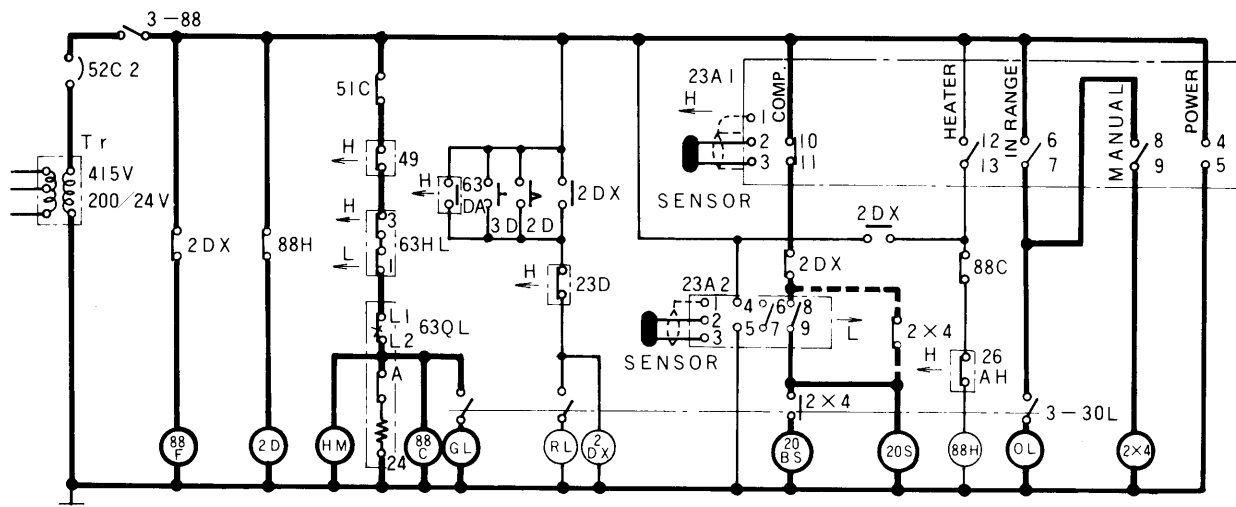 3-88
52C 2
Tr
415V
200/24V
2DX
88H
51C
H
49
H
3
63HL
L
1
L1
63QL
L2
A
24
H
63
DA
3D
2D
2DX
H
23D
23A1
H
1
2
3
SENSOR
COMP.
10
11
HEATER
12
13
IN RANGE
6
7
MANUAL
8
9
POWER
4
5
2DX
2DX
88C
23A2
1
2
3
4
5
6
7
8
9
L
SENSOR
2×4
H
26
AH
2×4
3-30L
88
F
2D
HM
88
C
GL
RL
2
DX
20
BS
20S
88H
OL
2×4